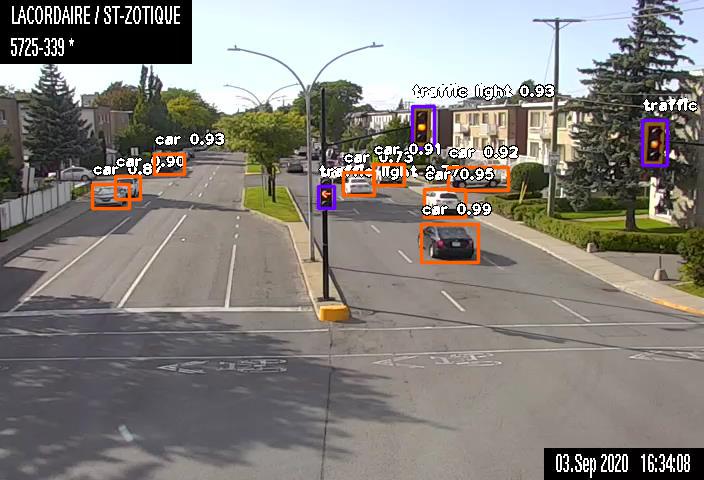 LACORDAIRE / ST-ZOTIQUE
5725-339 *
traffic light 0.93
traffic
car 0.93
car 0.91
car 0.92
car 0.90
car 0.73
car 0.87
traffic light
car 0.95
car 0.99
03.Sep 2020 16:34:08